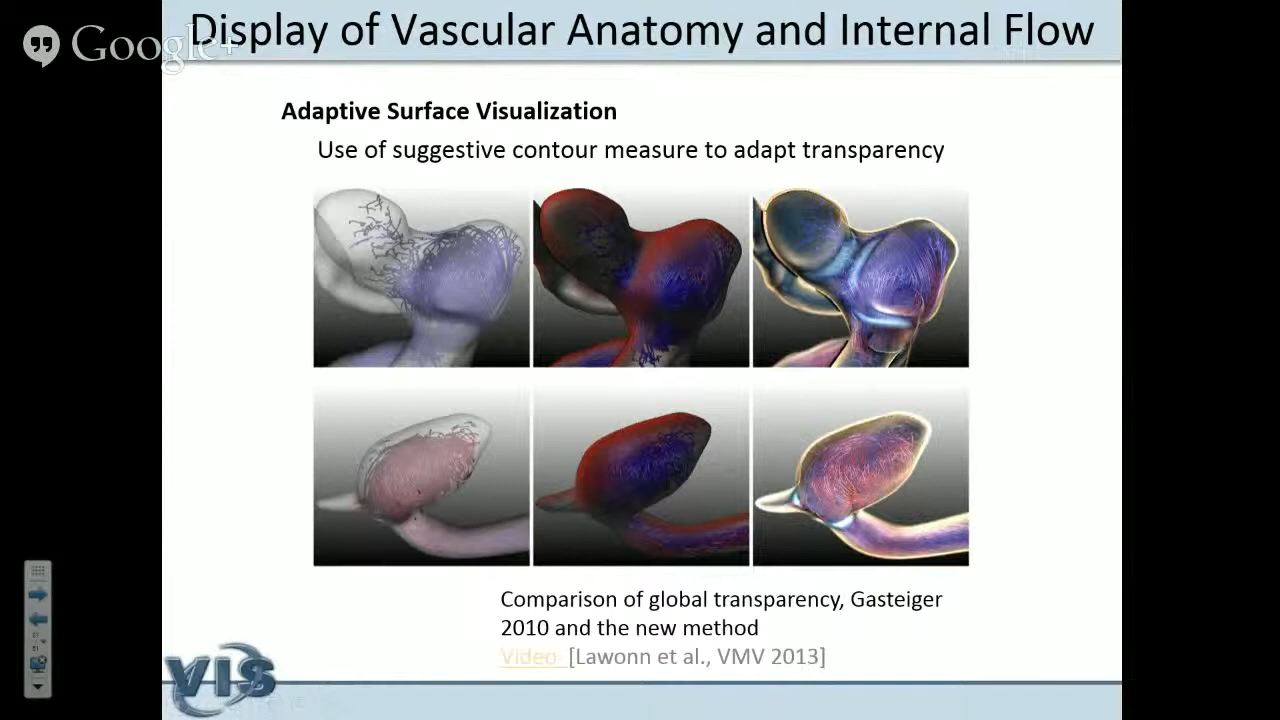 Google+
Display of Vascular Anatomy and Internal Flow
Adaptive Surface Visualization
Use of suggestive contour measure to adapt transparency
Comparison of global transparency, Gasteiger
2010 and the new method
Video [Lawonn et al., VMV 2013]
VIS